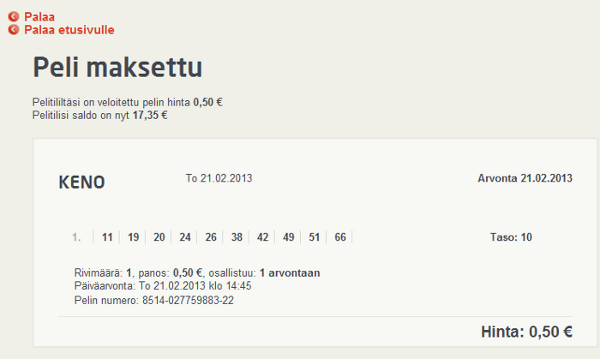 Palaa
Palaa etusivulle
Peli maksettu
Pelitililtäsi on veloitettu pelin hinta 0,50 €
Pelitilisi saldo on nyt 17,35 €
KENO To 21.02.2013 Arvonta 21.02.2013
1. 11 19 20 24 26 38 42 49 51 66 Taso: 10
Rivimäärä: 1, panos: 0,50 €, osallistuu: 1 arvontaan
Päiväarvonta: To 21.02.2013 klo 14:45
Pelin numero: 8514-027759883-22
Hinta: 0,50 €